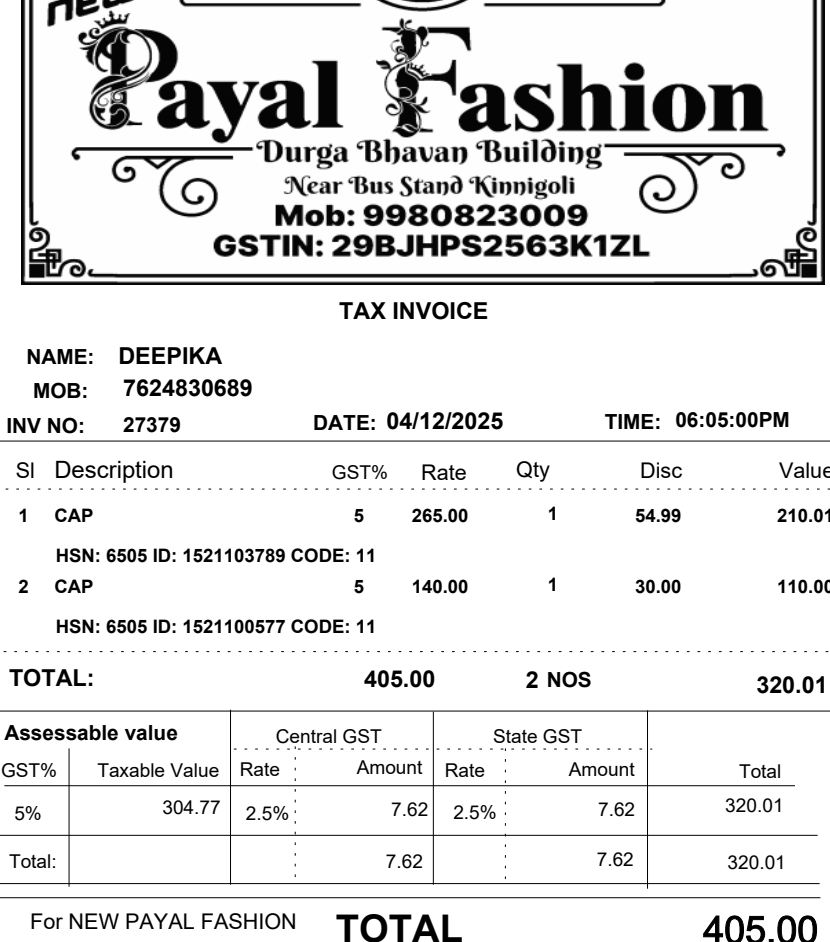 new
Payal Fashion
Durga Bhavan Building
Near Bus Stand Kinnigoli
Mob: 9980823009
GSTIN: 29BJHPS2563K1ZL
TAX INVOICE
NAME: DEEPIKA
MOB: 7624830689
INV NO: 27379 DATE: 04/12/2025 TIME: 06:05:00PM
Sl Description GST% Rate Qty Disc Value
1 CAP 5 265.00 1 54.99 210.01
HSN: 6505 ID: 1521103789 CODE: 11
2 CAP 5 140.00 1 30.00 110.00
HSN: 6505 ID: 1521100577 CODE: 11
TOTAL: 405.00 2 NOS 320.01
Assessable value Central GST State GST
GST% Taxable Value Rate Amount Rate Amount Total
5% 304.77 2.5% 7.62 2.5% 7.62 320.01
Total: 7.62 7.62 320.01
For NEW PAYAL FASHION TOTAL 405.00